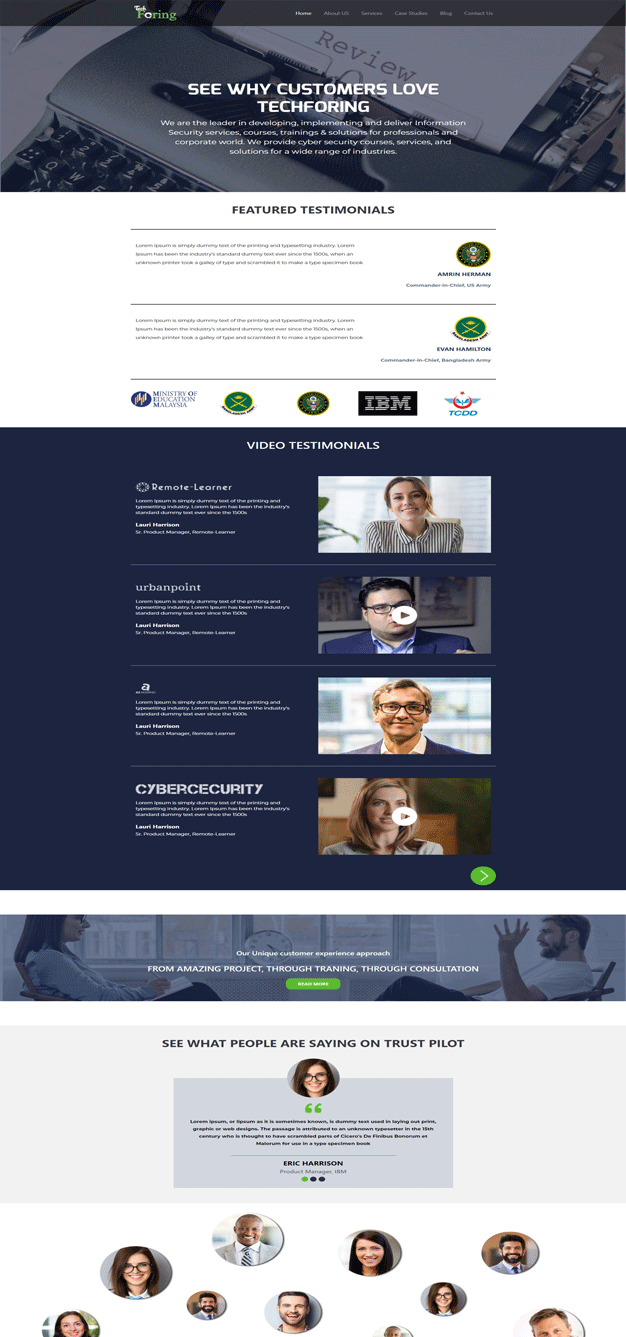 Tech
Foring
Home About US Services Case Studies Blog Contact Us
Review
SEE WHY CUSTOMERS LOVE
TECHFORING
We are the leader in developing, implementing and deliver Information
Security services, courses, trainings & solutions for professionals and
corporate world. We provide cyber security courses, services, and
solutions for a wide range of industries.
FEATURED TESTIMONIALS
Lorem Ipsum is simply dummy text of the printing and typesetting industry. Lorem
Ipsum has been the industry's standard dummy text ever since the 1500s, when an
unknown printer took a galley of type and scrambled it to make a type specimen book
AMRIN HERMAN
Commander-in-Chief, US Army
Lorem Ipsum is simply dummy text of the printing and typesetting industry. Lorem
Ipsum has been the industry's standard dummy text ever since the 1500s, when an
unknown printer took a galley of type and scrambled it to make a type specimen book
BANGLADESH ARMY
EVAN HAMILTON
Commander-in-Chief, Bangladesh Army
MINISTRY OF
EDUCATION
MALAYSIA
BANGLADESH ARMY
IBM
TCDD
VIDEO TESTIMONIALS
Remote-Learner
Lorem Ipsum is simply dummy text of the printing and
typesetting industry. Lorem Ipsum has been the industry's
standard dummy text ever since the 1500s
Lauri Harrison
Sr. Product Manager, Remote-Learner
urbanpoint
Lorem Ipsum is simply dummy text of the printing and
typesetting industry. Lorem Ipsum has been the industry's
standard dummy text ever since the 1500s
Lauri Harrison
Sr. Product Manager, Remote-Learner
a
Lorem Ipsum is simply dummy text of the printing and
typesetting industry. Lorem Ipsum has been the industry's
standard dummy text ever since the 1500s
Lauri Harrison
Sr. Product Manager, Remote-Learner
CYBERCECURITY
Lorem Ipsum is simply dummy text of the printing and
typesetting industry. Lorem Ipsum has been the industry's
standard dummy text ever since the 1500s
Lauri Harrison
Sr. Product Manager, Remote-Learner
Our Unique customer experience approach
FROM AMAZING PROJECT, THROUGH TRANING, THROUGH CONSULTATION
READ MORE
SEE WHAT PEOPLE ARE SAYING ON TRUST PILOT
Lorem ipsum, or lipsum as it is sometimes known, is dummy text used in laying out print,
graphic or web designs. The passage is attributed to an unknown typesetter in the 15th
century who is thought to have scrambled parts of Cicero's De Finibus Bonorum et
Malorum for use in a type specimen book
ERIC HARRISON
Product Manager, IBM